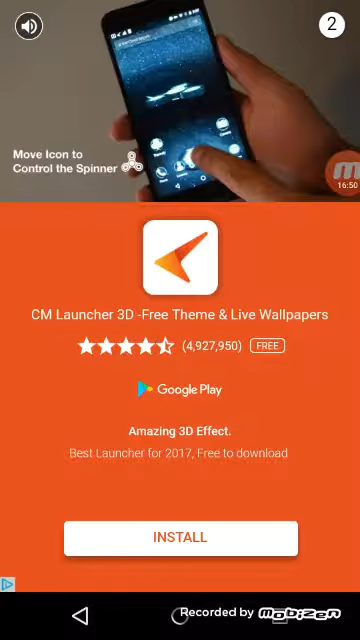 2
Move Icon to
Control the Spinner
16:50
CM Launcher 3D -Free Theme & Live Wallpapers
(4,927,950) FREE
Google Play
Amazing 3D Effect.
Best Launcher for 2017, Free to download
INSTALL
Recorded by mobizen